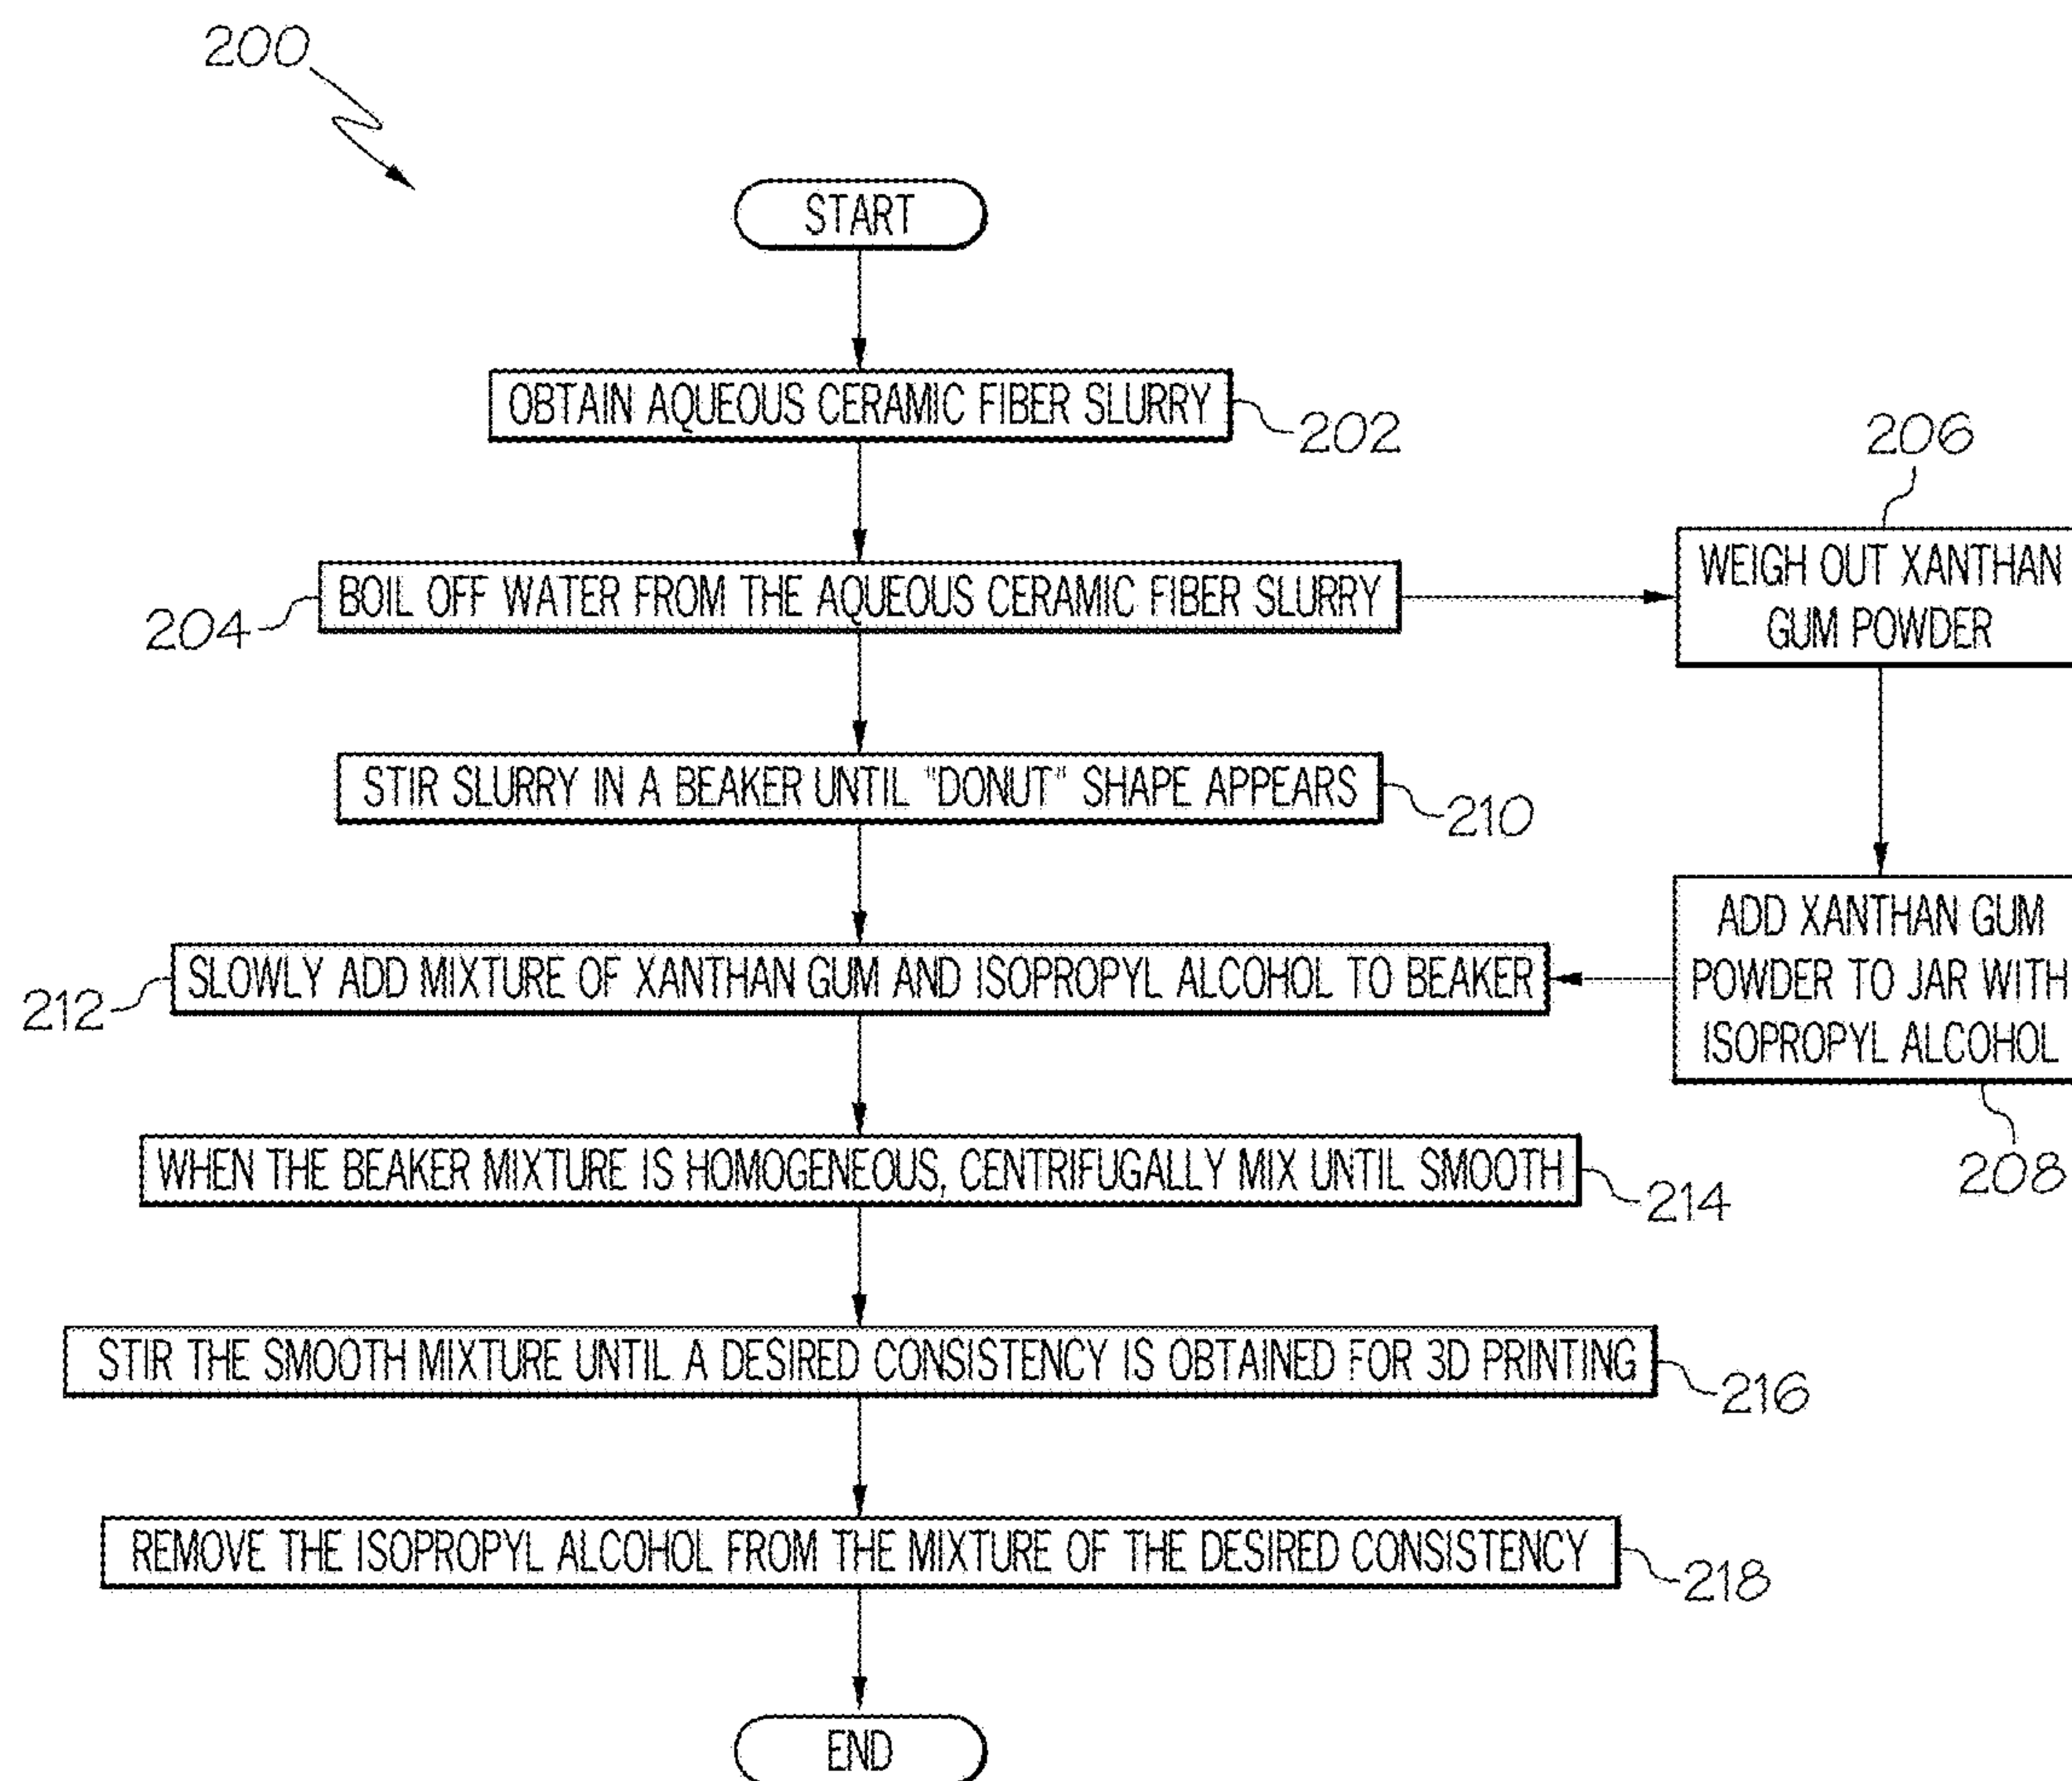 200
START
OBTAIN AQUEOUS CERAMIC FIBER SLURRY
202
BOIL OFF WATER FROM THE AQUEOUS CERAMIC FIBER SLURRY
204
206
WEIGH OUT XANTHAN
GUM POWDER
STIR SLURRY IN A BEAKER UNTIL "DONUT" SHAPE APPEARS
210
ADD XANTHAN GUM
POWDER TO JAR WITH
ISOPROPYL ALCOHOL
208
SLOWLY ADD MIXTURE OF XANTHAN GUM AND ISOPROPYL ALCOHOL TO BEAKER
212
WHEN THE BEAKER MIXTURE IS HOMOGENEOUS, CENTRIFUGALLY MIX UNTIL SMOOTH
214
STIR THE SMOOTH MIXTURE UNTIL A DESIRED CONSISTENCY IS OBTAINED FOR 3D PRINTING
216
REMOVE THE ISOPROPYL ALCOHOL FROM THE MIXTURE OF THE DESIRED CONSISTENCY
218
END